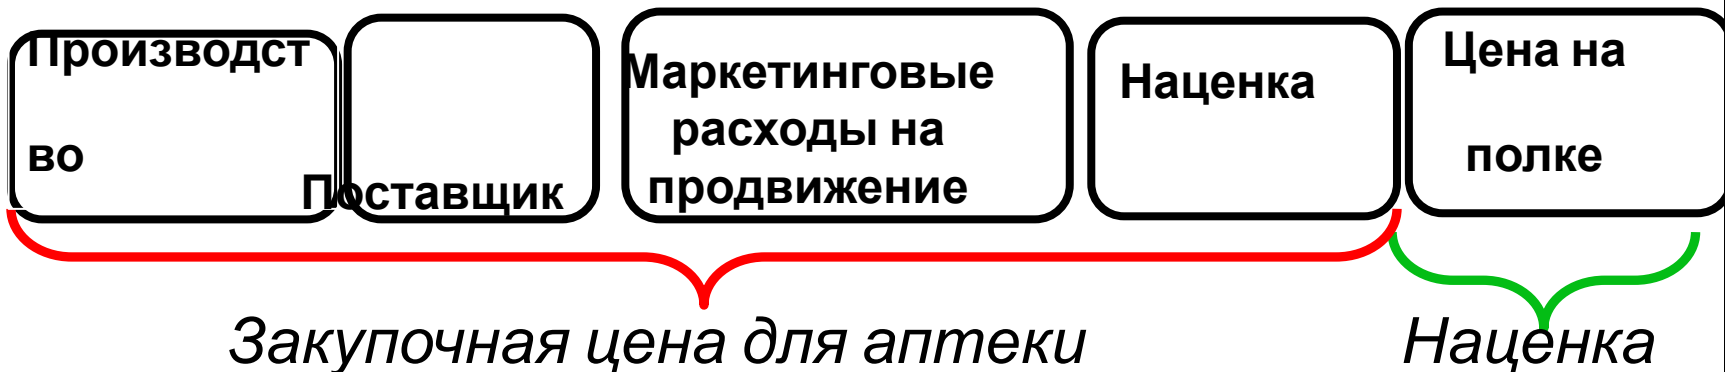 Производст
во
Поставщик
Маркетинговые
расходы на
продвижение
Наценка
Цена на
полке
Закупочная цена для аптеки
Наценка